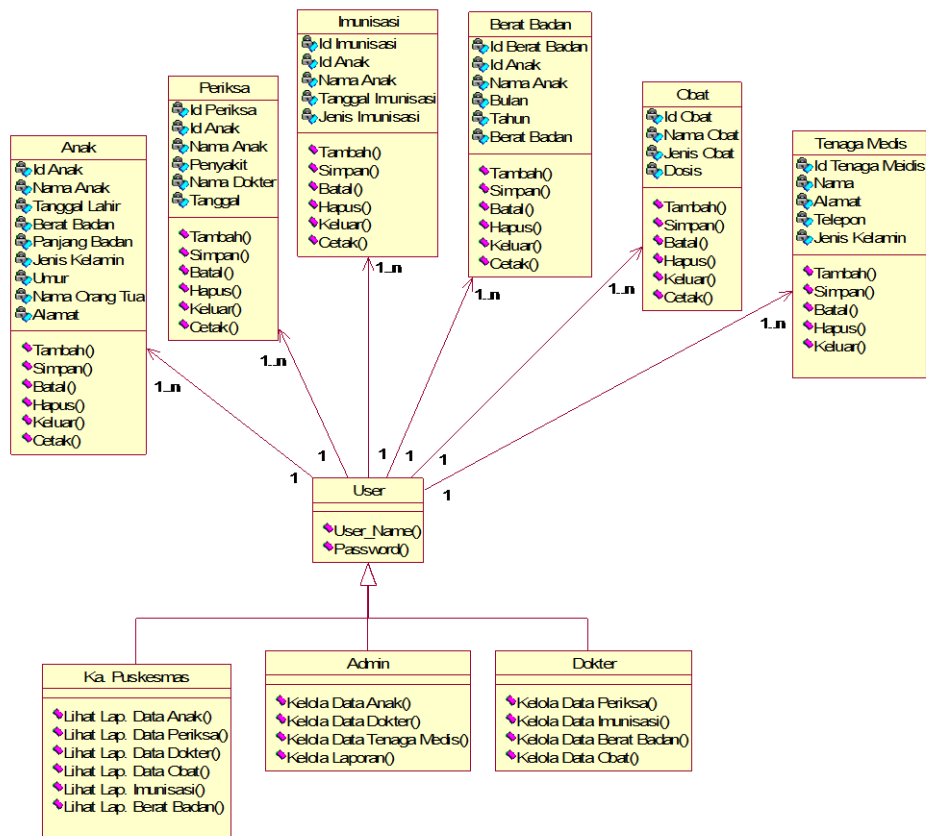 Anak
Id Anak
Nama Anak
Tanggal Lahir
Berat Badan
Panjang Badan
Jenis Kelamin
Umur
Nama Orang Tua
Alamat
Tambah()
Simpan()
Batal()
Hapus()
Keluar()
Cetak()
Periksa
Id Periksa
Id Anak
Nama Anak
Penyakit
Nama Dokter
Tanggal
Tambah()
Simpan()
Batal()
Hapus()
Keluar()
Cetak()
Imunisasi
Id Imunisasi
Id Anak
Nama Anak
Tanggal Imunisasi
Jenis Imunisasi
Tambah()
Simpan()
Batal()
Hapus()
Keluar()
Cetak()
Berat Badan
Id Berat Badan
Id Anak
Nama Anak
Bulan
Tahun
Berat Badan
Tambah()
Simpan()
Batal()
Hapus()
Keluar()
Cetak()
Obat
Id Obat
Nama Obat
Jenis Obat
Dosis
Tambah()
Simpan()
Batal()
Hapus()
Keluar()
Cetak()
Tenaga Medis
Id Tenaga Meidis
Nama
Alamat
Telepon
Jenis Kelamin
Tambah()
Simpan()
Batal()
Hapus()
Keluar()
1..n
1..n
1..n
1..n
1..n
1..n
1
1
1
1
1
1
User
User_Name()
Password()
Ka. Puskesmas
Lihat Lap. Data Anak()
Lihat Lap. Data Periksa()
Lihat Lap. Data Dokter()
Lihat Lap. Data Obat()
Lihat Lap. Imunisasi()
Lihat Lap. Berat Badan()
Admin
Kelola Data Anak()
Kelola Data Dokter()
Kelola Data Tenaga Medis()
Kelola Laporan()
Dokter
Kelola Data Periksa()
Kelola Data Imunisasi()
Kelola Data Berat Badan()
Kelola Data Obat()